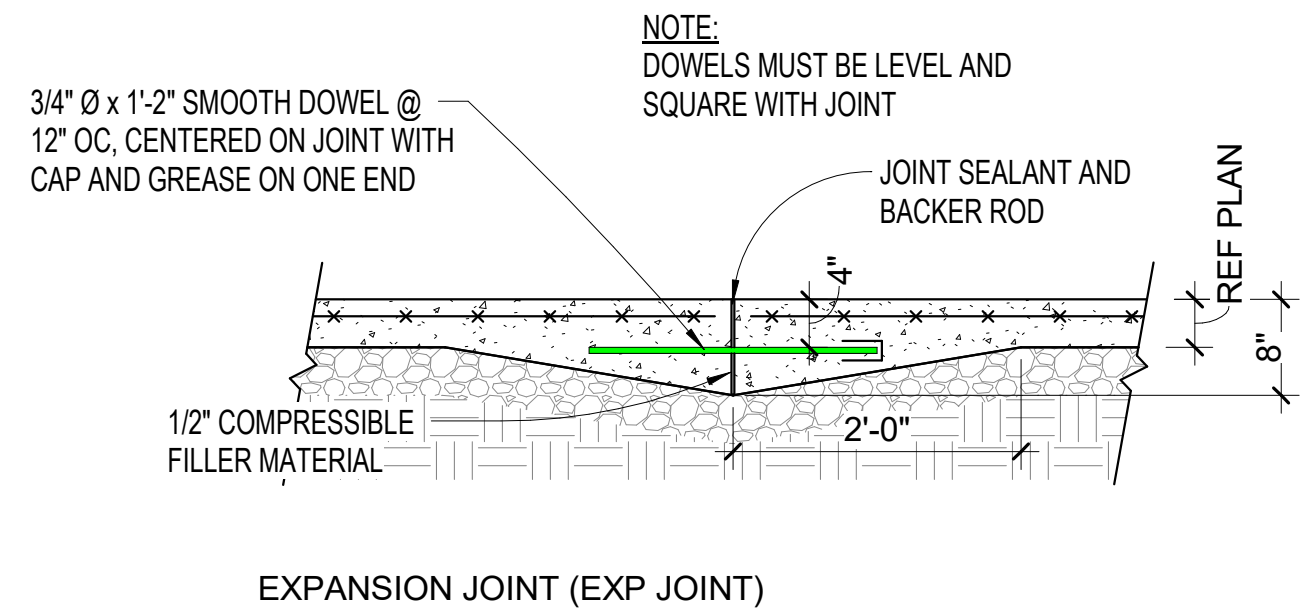 NOTE:
DOWELS MUST BE LEVEL AND
SQUARE WITH JOINT
3/4" Ø x 1'-2" SMOOTH DOWEL @
12" OC, CENTERED ON JOINT WITH
CAP AND GREASE ON ONE END
JOINT SEALANT AND
BACKER ROD
4"
REF PLAN
8"
1/2" COMPRESSIBLE
FILLER MATERIAL
2'-0"
EXPANSION JOINT (EXP JOINT)